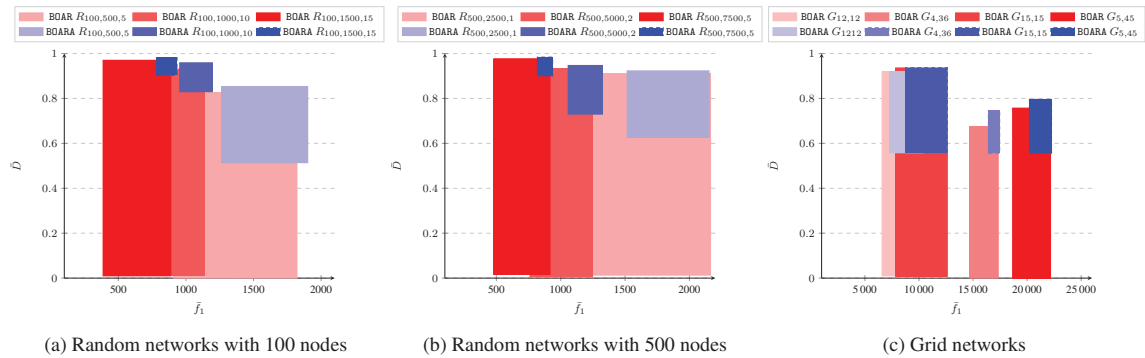 BOAR R100,500,5 BOAR R100,1000,10 BOAR R100,1500,15
BOARA R100,500,5 BOARA R100,1000,10 BOARA R100,1500,15
1
0.8
0.6
0.4
0.2
0
D̄
500 1000 1500 2000
f̄1
(a) Random networks with 100 nodes
BOAR R500,2500,1 BOAR R500,5000,2 BOAR R500,7500,5
BOARA R500,2500,1 BOARA R500,5000,2 BOARA R500,7500,5
1
0.8
0.6
0.4
0.2
0
D̄
500 1000 1500 2000
f̄1
(b) Random networks with 500 nodes
BOAR G12,12 BOAR G4,36 BOAR G15,15 BOAR G5,45
BOARA G1212 BOARA G4,36 BOARA G15,15 BOARA G5,45
1
0.8
0.6
0.4
0.2
0
D̄
5 000 10 000 15 000 20 000 25 000
f̄1
(c) Grid networks